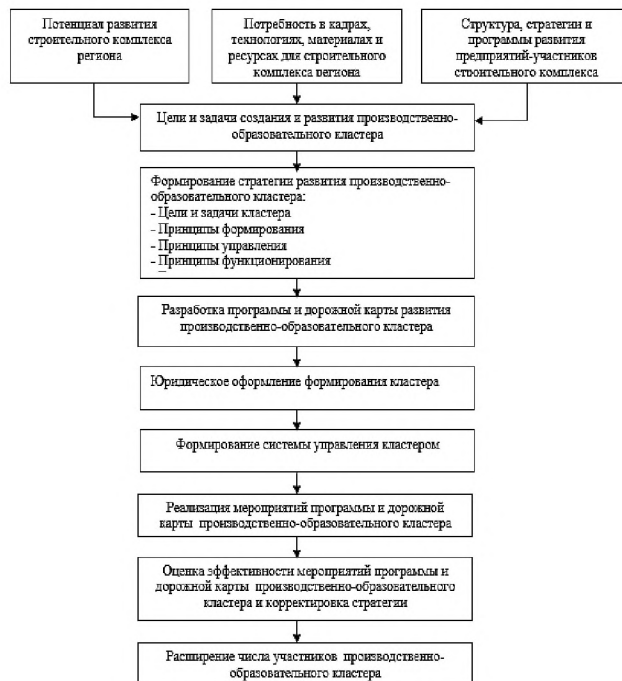 Потенциал развития
строительного комплекса
региона
Потребность в кадрах,
технологиях, материалах и
ресурсах для строительного
комплекса региона
Структура, стратегии и
программы развития
предприятий-участников
строительного комплекса
Цели и задачи создания и развития производственно-
образовательного кластера
Формирование стратегии развития производственно-
образовательного кластера:
- Цели и задачи кластера
- Принципы формирования
- Принципы управления
- Принципы функционирования
Разработка программы и дорожной карты развития
производственно-образовательного кластера
Юридическое оформление формирования кластера
Формирование системы управления кластером
Реализация мероприятий программы и дорожной
карты производственно-образовательного кластера
Оценка эффективности мероприятий программы и
дорожной карты производственно-образовательного
кластера и корректировка стратегии
Расширение числа участников производственно-
образовательного кластера